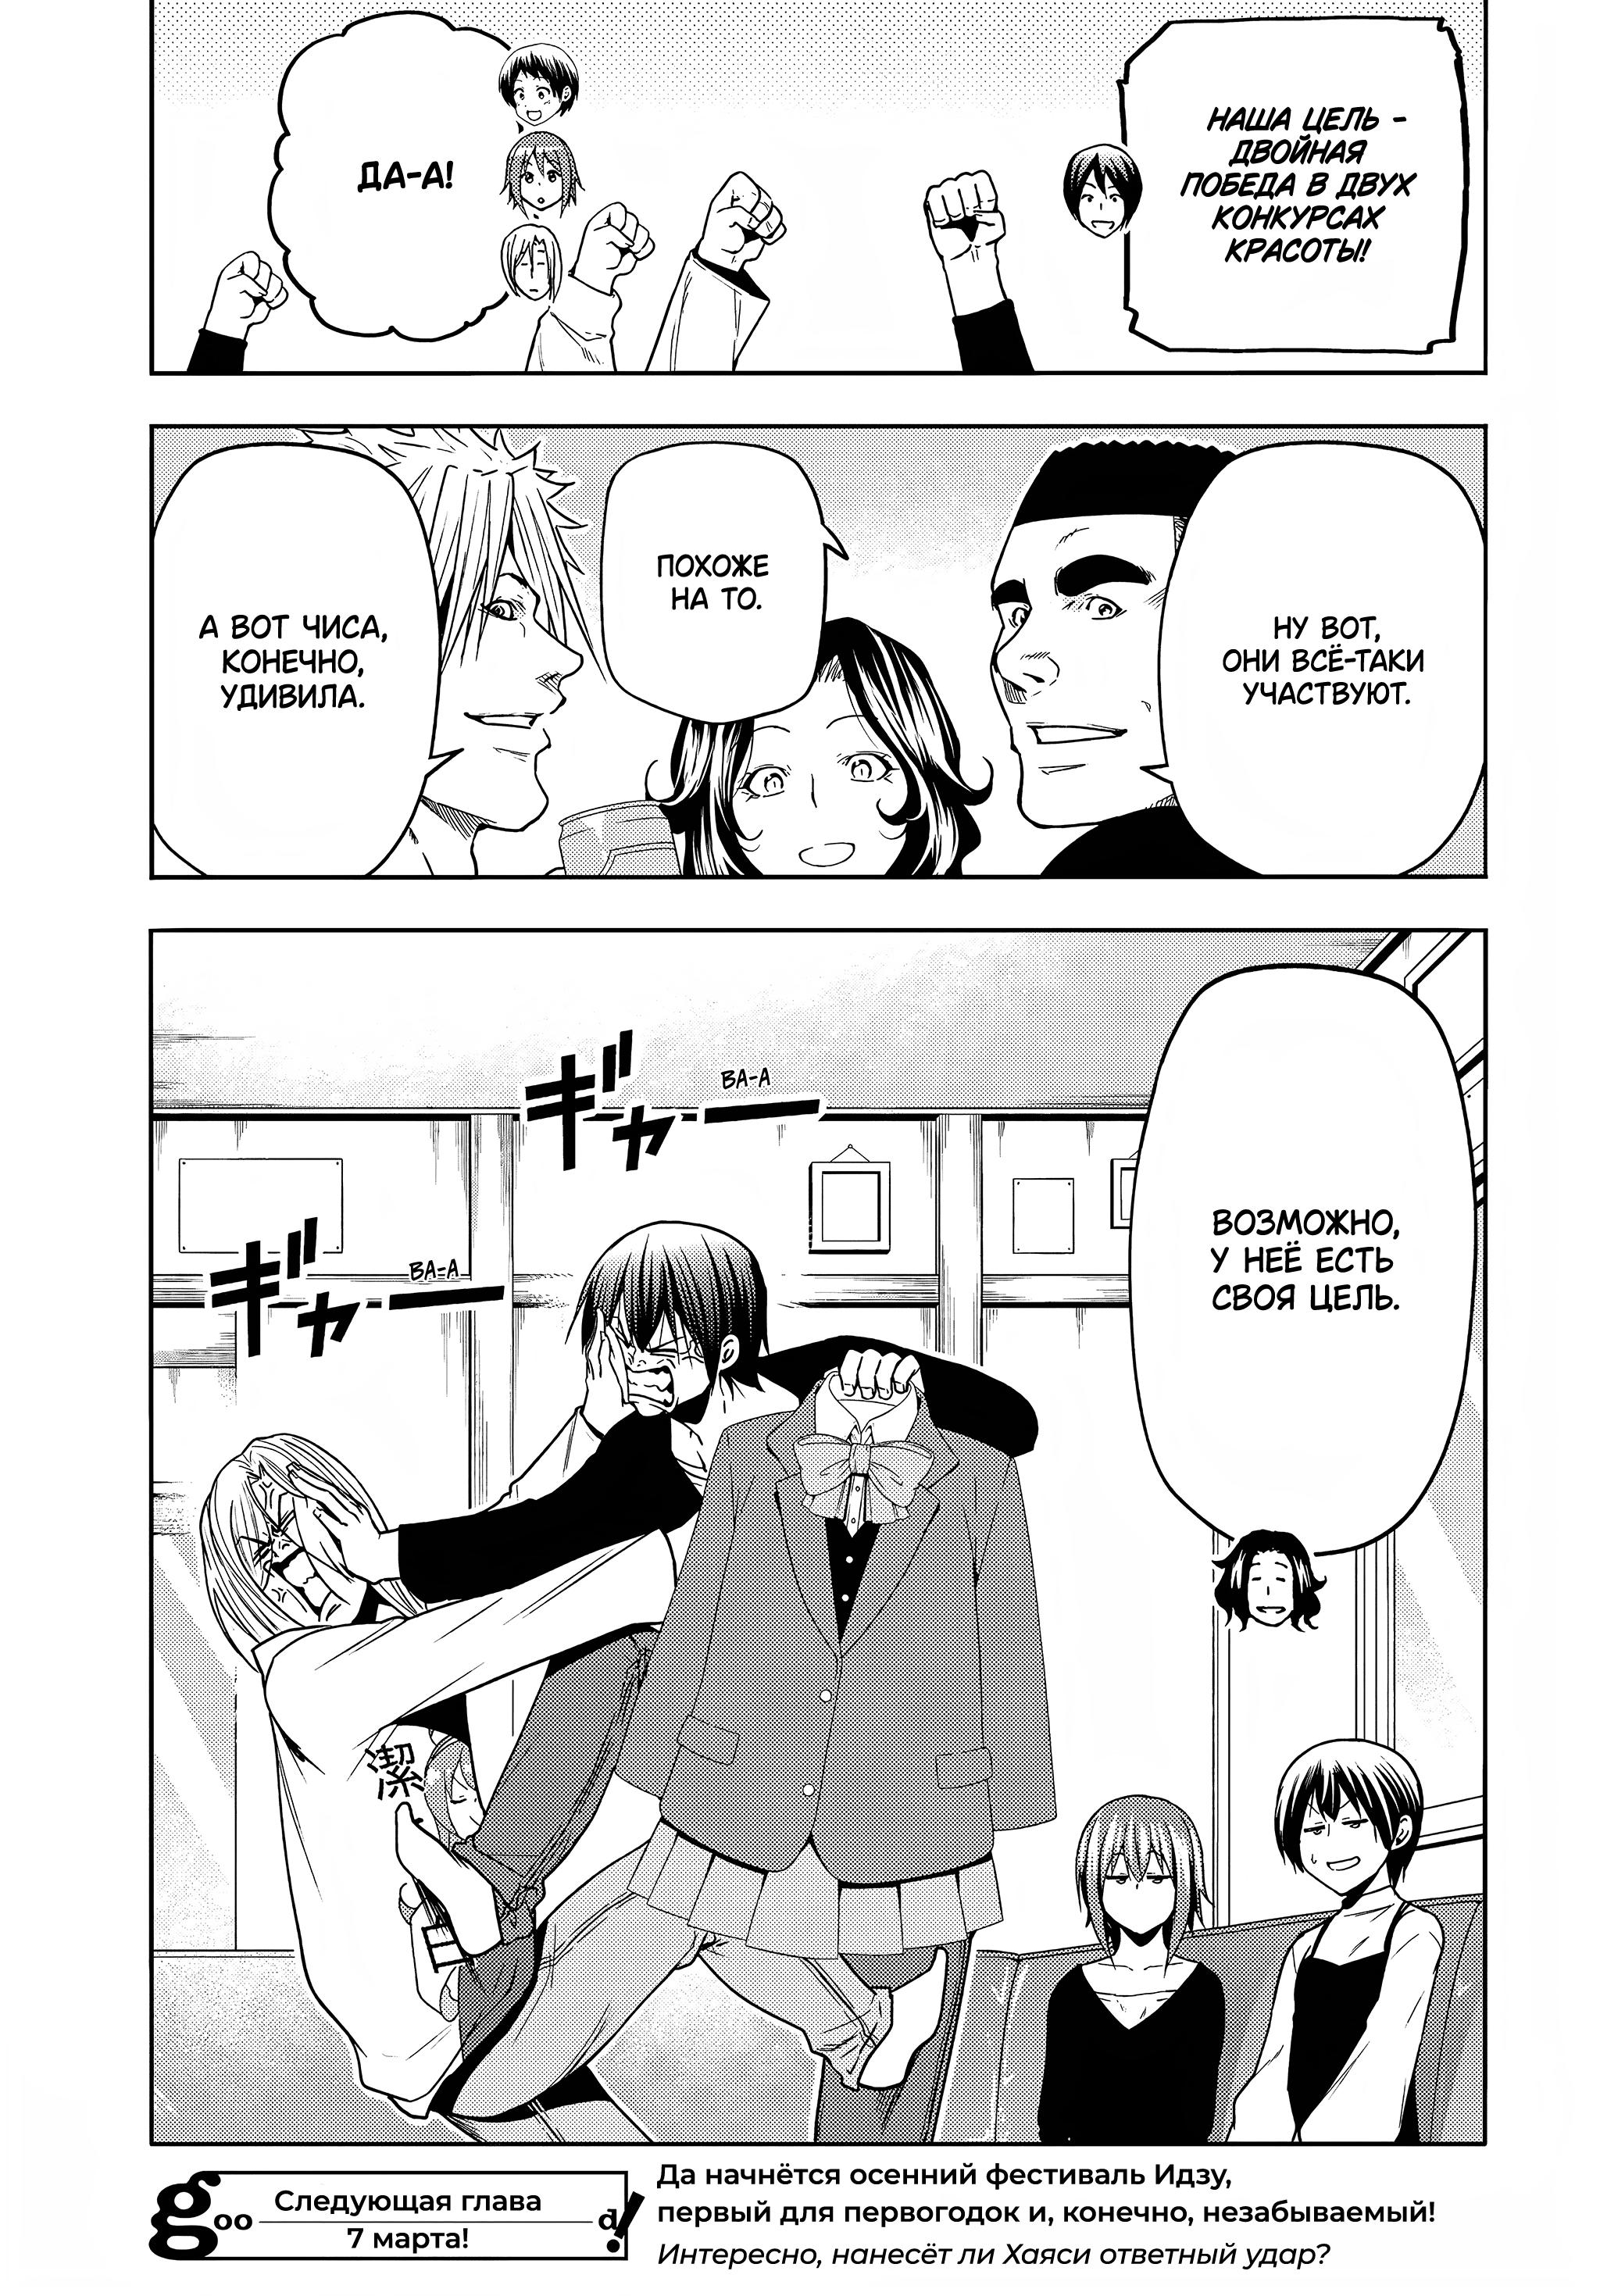 НАША ЦЕЛЬ -
ДВОЙНАЯ
ПОБЕДА В ДВУХ
КОНКУРСАХ
КРАСОТЫ!
ДА-А!
НУ ВОТ,
ОНИ ВСЁ-ТАКИ
УЧАСТВУЮТ.
ПОХОЖЕ
НА ТО.
А ВОТ ЧИСА,
КОНЕЧНО,
УДИВИЛА.
ВОЗМОЖНО,
У НЕЁ ЕСТЬ
СВОЯ ЦЕЛЬ.
ギャー
ВА-А
ギャー
ВА-А
潔
白
good!
Следующая глава
7 марта!
Да начнётся осенний фестиваль Идзу,
первый для первогодок и, конечно, незабываемый!
Интересно, нанесёт ли Хаяси ответный удар?